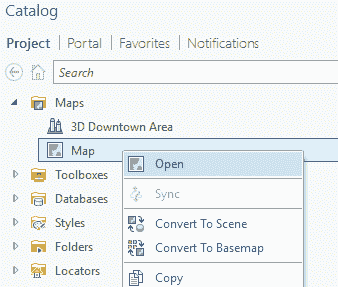 Catalog
Project Portal Favorites Notifications
Search
Maps
3D Downtown Area
Map
Open
Toolboxes
Sync
Databases
Styles
Convert To Scene
Folders
Convert To Basemap
Locators
Copy